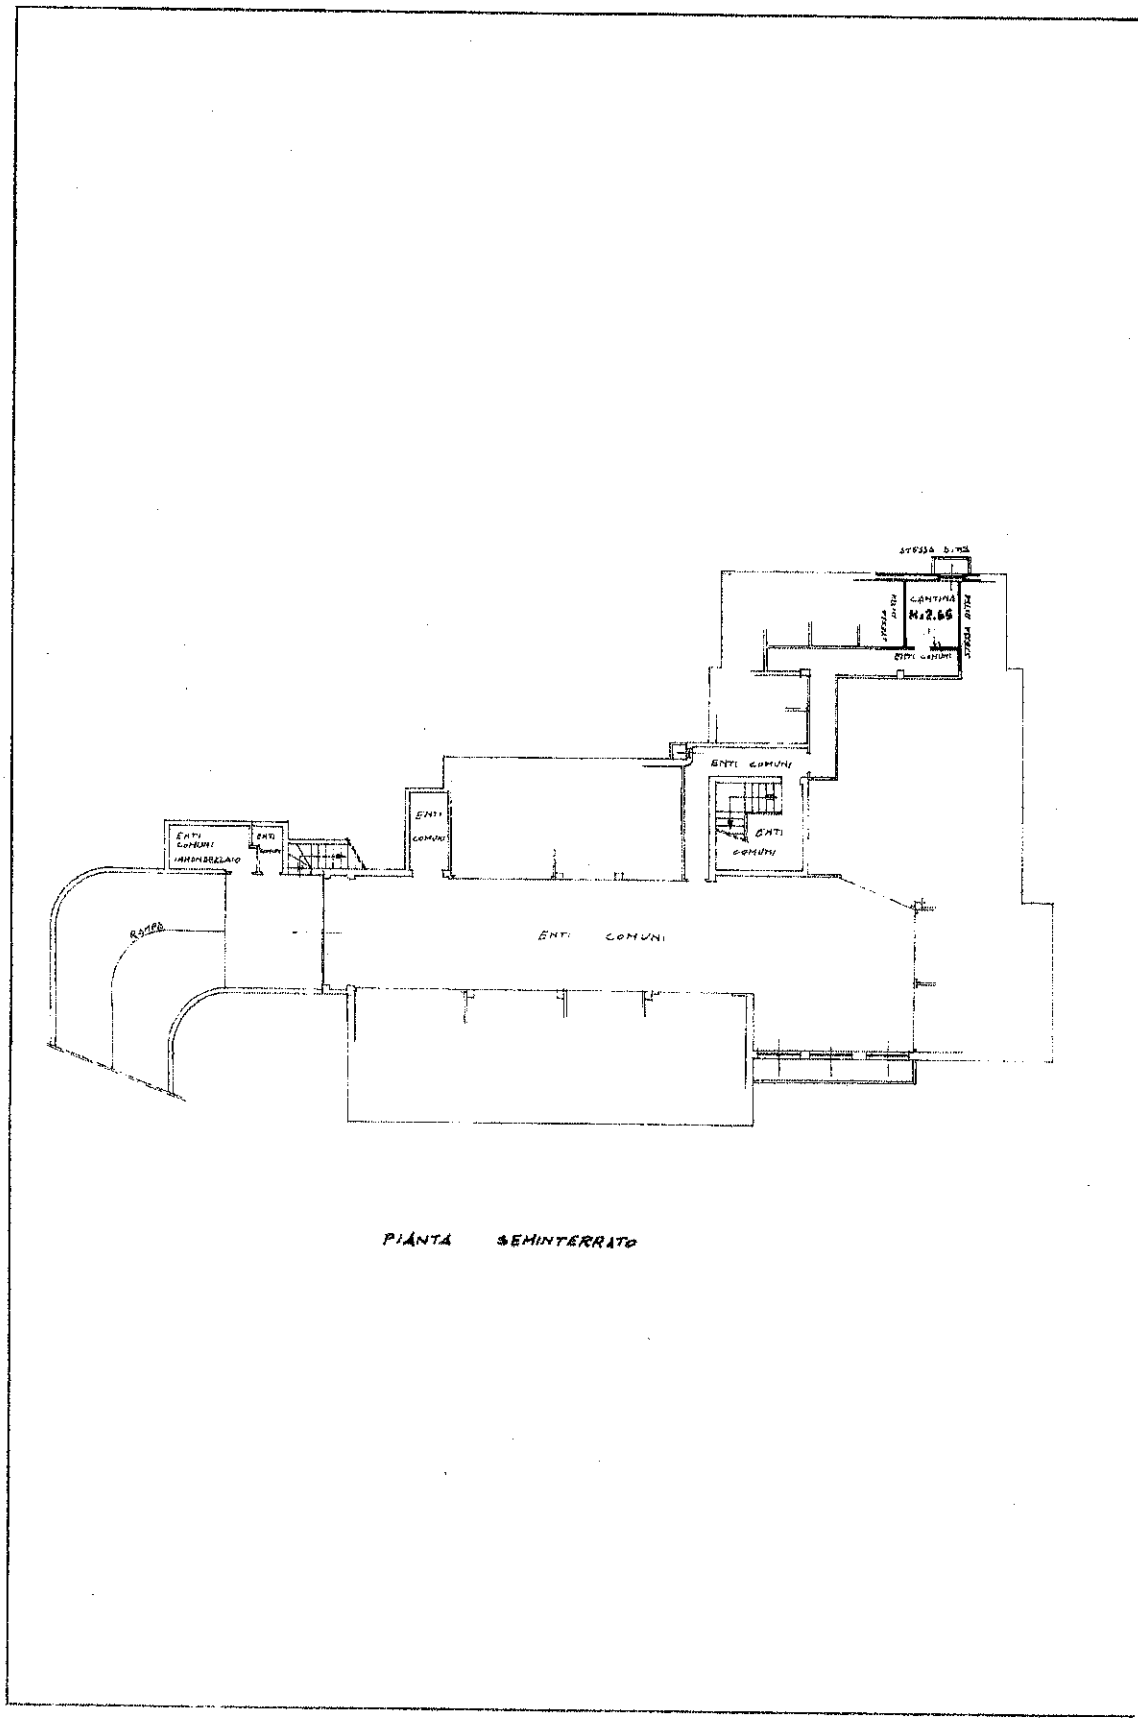 STESSA DITTA
CANTINA
H=2.65
STESSA
DITTA
STESSA DITTA
ENTI COMUNI
ENTI COMUNI
ENTI
COMUNI
ENTI
COMUNI
ENTI
COMUNI
IMMONDEZZAIO
ENTI
COMUNI
RAMPA
ENTI COMUNI
PIANTA SEMINTERRATO